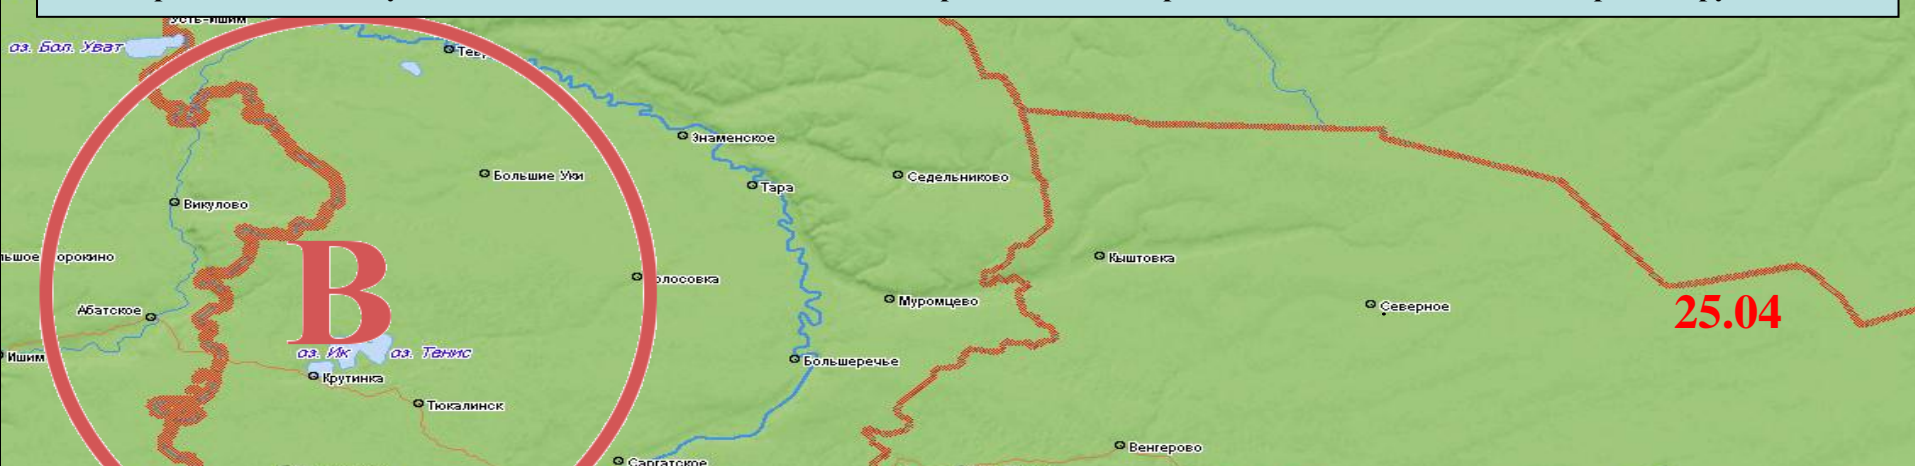 Усть-ишим
оз. Бол. Уват
Знаменское
Большие Уки
Седельниково
Тара
Викулово
В
Кыштовка
Абатское
Муромцево
Северное
25.04
оз. Ик
оз. Тенис
Ишим
Большеречье
Крутинка
Тюкалинск
Венгерово
Саргатское